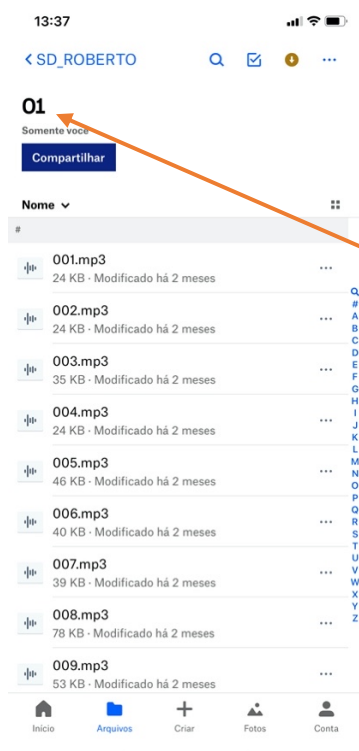 13:37
SD_ROBERTO
01
Somente você
Compartilhar
Nome
#
001.mp3
24 KB · Modificado há 2 meses
002.mp3
24 KB · Modificado há 2 meses
003.mp3
35 KB · Modificado há 2 meses
004.mp3
24 KB · Modificado há 2 meses
005.mp3
46 KB · Modificado há 2 meses
006.mp3
40 KB · Modificado há 2 meses
007.mp3
39 KB · Modificado há 2 meses
008.mp3
78 KB · Modificado há 2 meses
009.mp3
53 KB · Modificado há 2 meses
#
A
B
C
D
E
F
G
H
I
J
K
L
M
N
O
P
Q
R
S
T
U
V
W
X
Y
Z
Início Arquivos Criar Fotos Conta